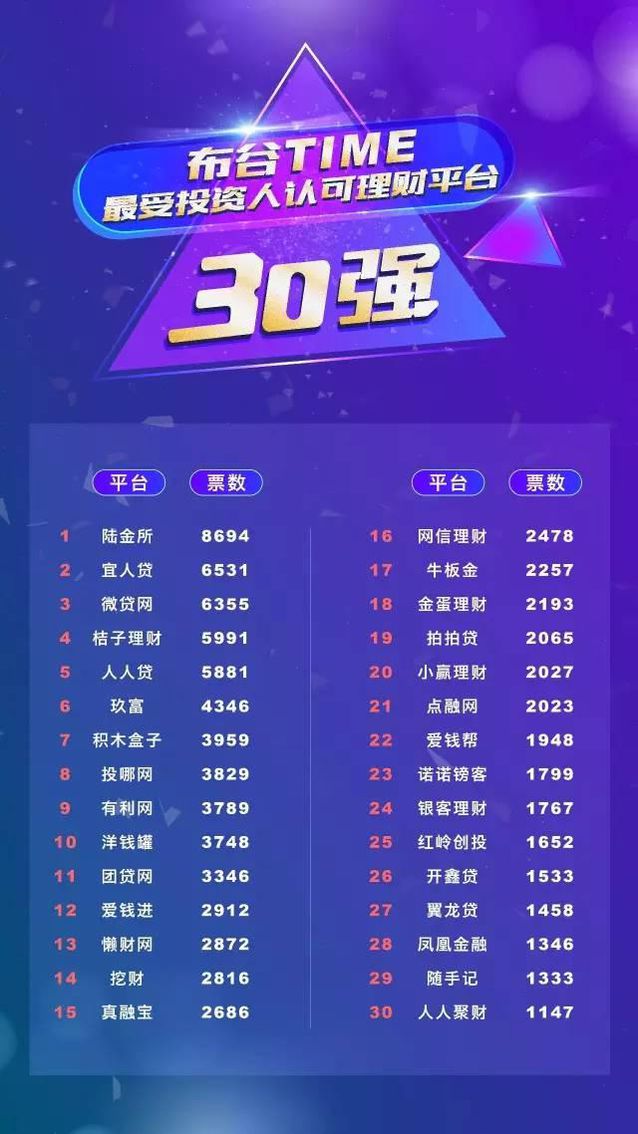 布谷TIME
最受投资人认可理财平台
30强
平台 票数
1 陆金所 8694
2 宜人贷 6531
3 微贷网 6355
4 桔子理财 5991
5 人人贷 5881
6 玖富 4346
7 积木盒子 3959
8 投哪网 3829
9 有利网 3789
10 洋钱罐 3748
11 团贷网 3346
12 爱钱进 2912
13 懒财网 2872
14 挖财 2816
15 真融宝 2686
平台 票数
16 网信理财 2478
17 牛板金 2257
18 金蛋理财 2193
19 拍拍贷 2065
20 小赢理财 2027
21 点融网 2023
22 爱钱帮 1948
23 诺诺镑客 1799
24 银客理财 1767
25 红岭创投 1652
26 开鑫贷 1533
27 翼龙贷 1458
28 凤凰金融 1346
29 随手记 1333
30 人人聚财 1147